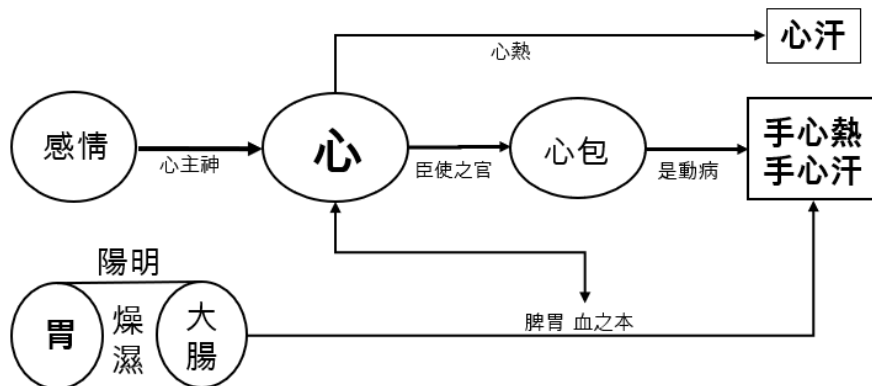 心熱
心汗
感情
心主神
心
臣使之官
心包
是動病
手心熱
手心汗
陽明
胃
燥
濕
大
腸
脾胃 血之本